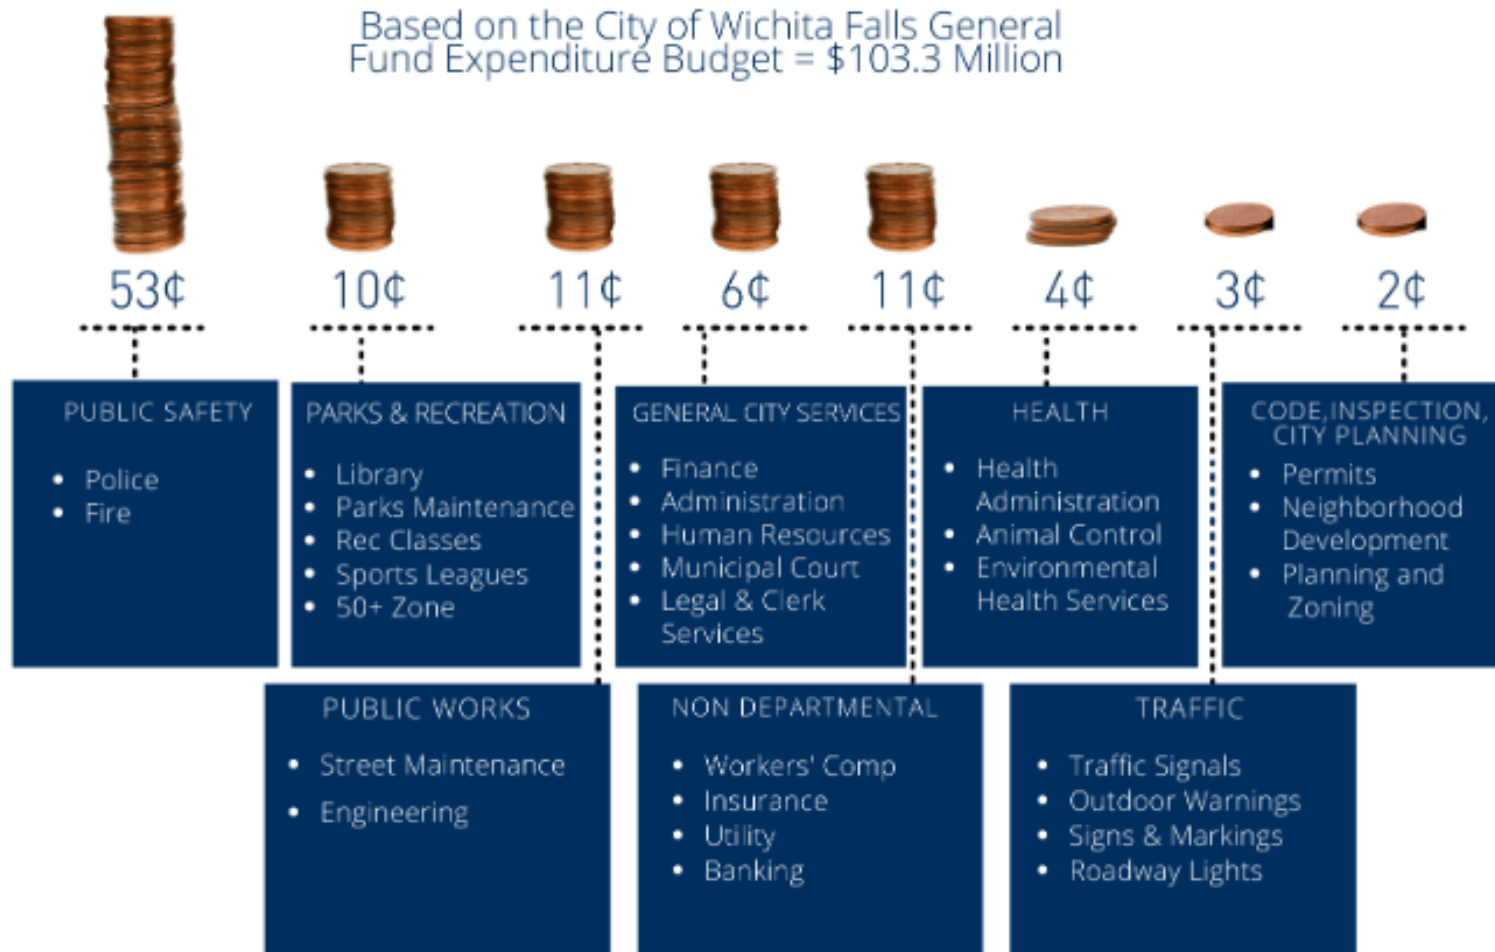 Based on the City of Wichita Falls General
Fund Expenditure Budget = $103.3 Million
53¢
10¢
11¢
6¢
11¢
4¢
3¢
2¢
PUBLIC SAFETY
• Police
• Fire
PARKS & RECREATION
• Library
• Parks Maintenance
• Rec Classes
• Sports Leagues
• 50+ Zone
GENERAL CITY SERVICES
• Finance
• Administration
• Human Resources
• Municipal Court
• Legal & Clerk
Services
HEALTH
• Health
Administration
• Animal Control
• Environmental
Health Services
CODE, INSPECTION,
CITY PLANNING
• Permits
• Neighborhood
Development
• Planning and
Zoning
PUBLIC WORKS
• Street Maintenance
• Engineering
NON DEPARTMENTAL
• Workers' Comp
• Insurance
• Utility
• Banking
TRAFFIC
• Traffic Signals
• Outdoor Warnings
• Signs & Markings
• Roadway Lights